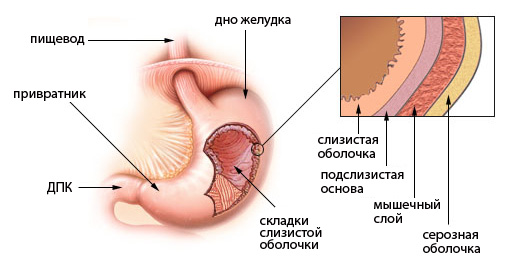 дно желудка
пищевод
привратник
ДПК
складки
слизистой
оболочки
слизистая
оболочка
подслизистая
основа
мышечный
слой
серозная
оболочка